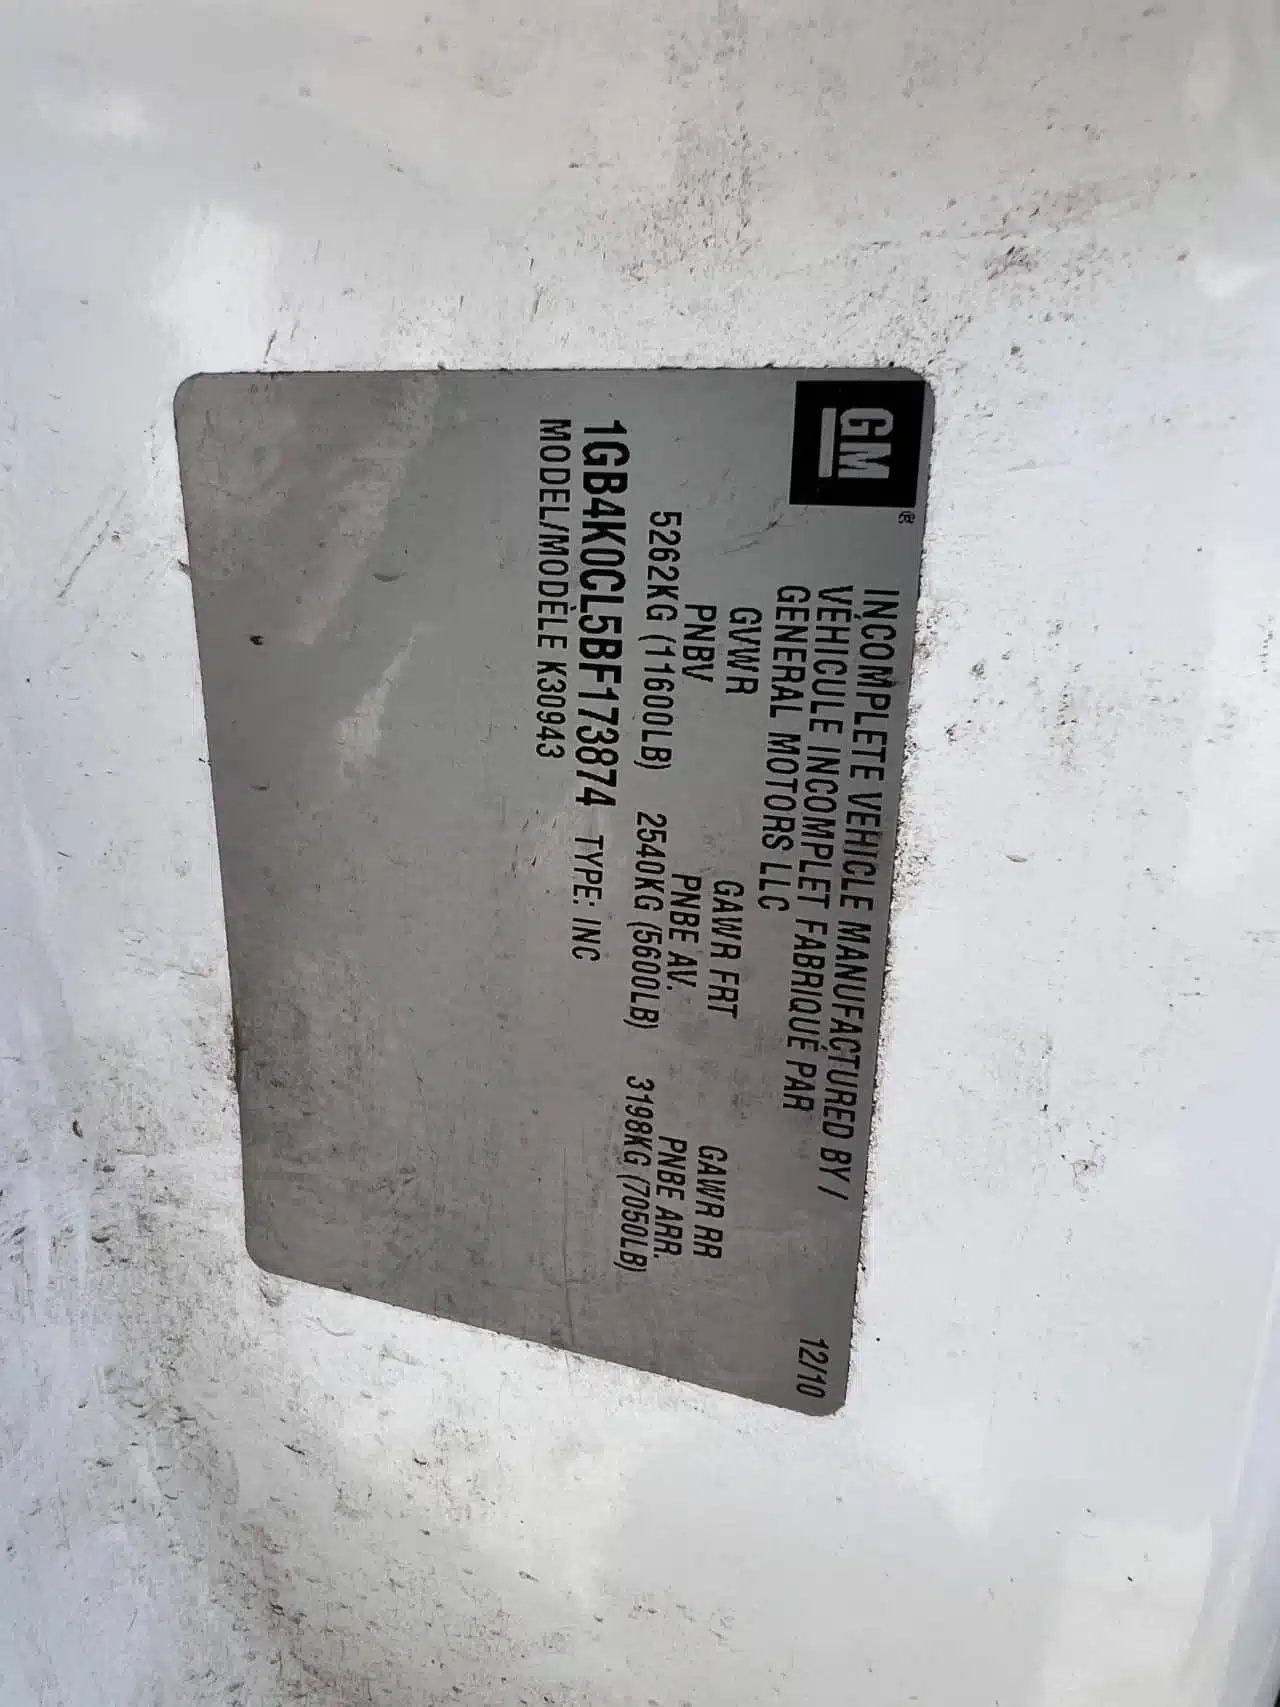 GM®
12/10
INCOMPLETE VEHICLE MANUFACTURED BY /
VÉHICULE INCOMPLET FABRIQUÉ PAR
GENERAL MOTORS LLC
GVWR GAWR FRT GAWR RR
PNBV PNBE AV. PNBE ARR.
5262KG (11600LB) 2540KG (5600LB) 3198KG (7050LB)
1GB4K0CL5BF173874 TYPE: INC
MODEL/MODÈLE K30943